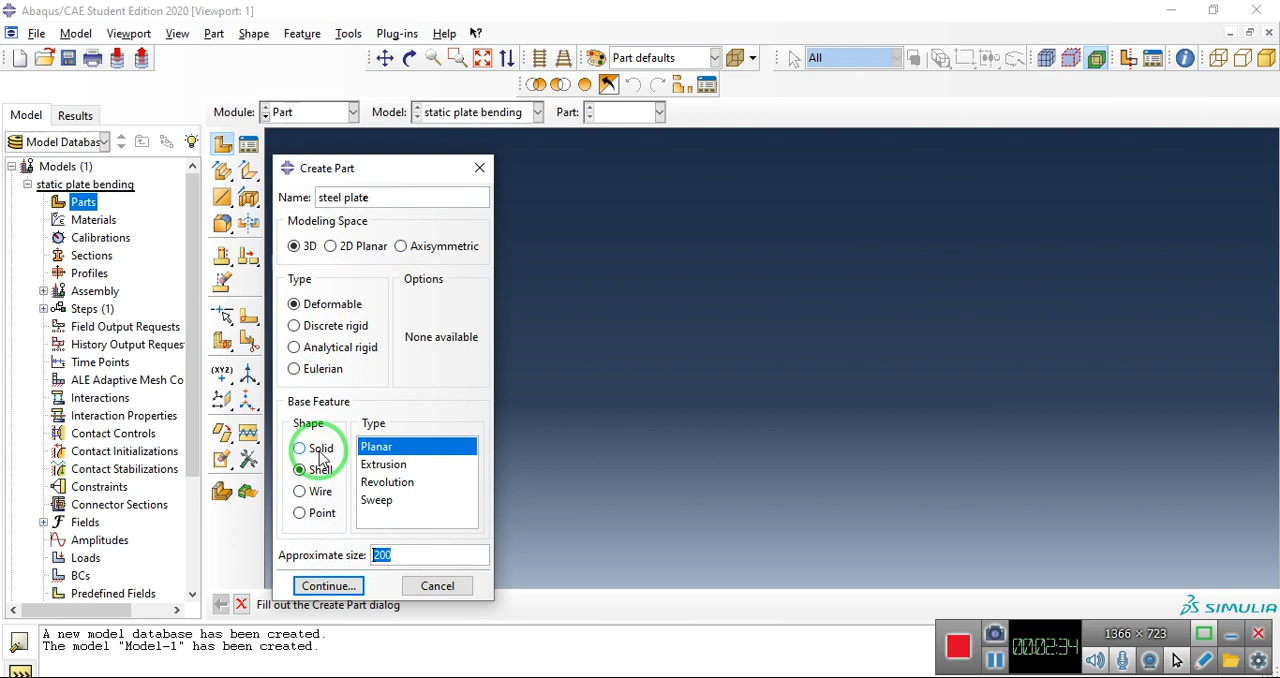 Abaqus/CAE Student Edition 2020 [Viewport: 1]
File Model Viewport View Part Shape Feature Tools Plug-ins Help
Part defaults All
Model Results Module: Part Model: static plate bending Part:
Model Databas
Models (1)
static plate bending
Parts
Materials
Calibrations
Sections
Profiles
Assembly
Steps (1)
Field Output Requests
History Output Reques
Time Points
ALE Adaptive Mesh Co
Interactions
Interaction Properties
Contact Controls
Contact Initializations
Contact Stabilizations
Constraints
Connector Sections
Fields
Amplitudes
Loads
BCs
Predefined Fields
(XYZ)
Create Part
Name: steel plate
Modeling Space
3D 2D Planar Axisymmetric
Type Options
Deformable
Discrete rigid
Analytical rigid
Eulerian
None available
Base Feature
Shape Type
Solid Planar
Shell Extrusion
Wire Revolution
Point Sweep
Approximate size: 200
Continue... Cancel
Fill out the Create Part dialog
SIMULIA
A new model database has been created.
The model "Model-1" has been created.
00:02:34
1366 × 723